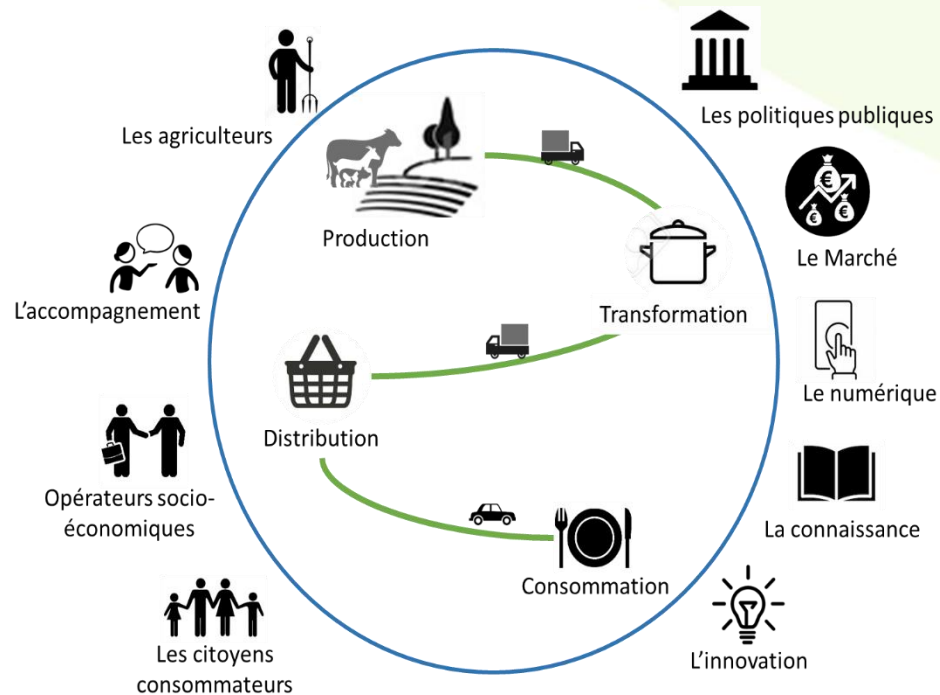 Les agriculteurs
Les politiques publiques
Production
Le Marché
L'accompagnement
Transformation
Le numérique
Distribution
Opérateurs socio-
économiques
La connaissance
Consommation
Les citoyens
consommateurs
L'innovation